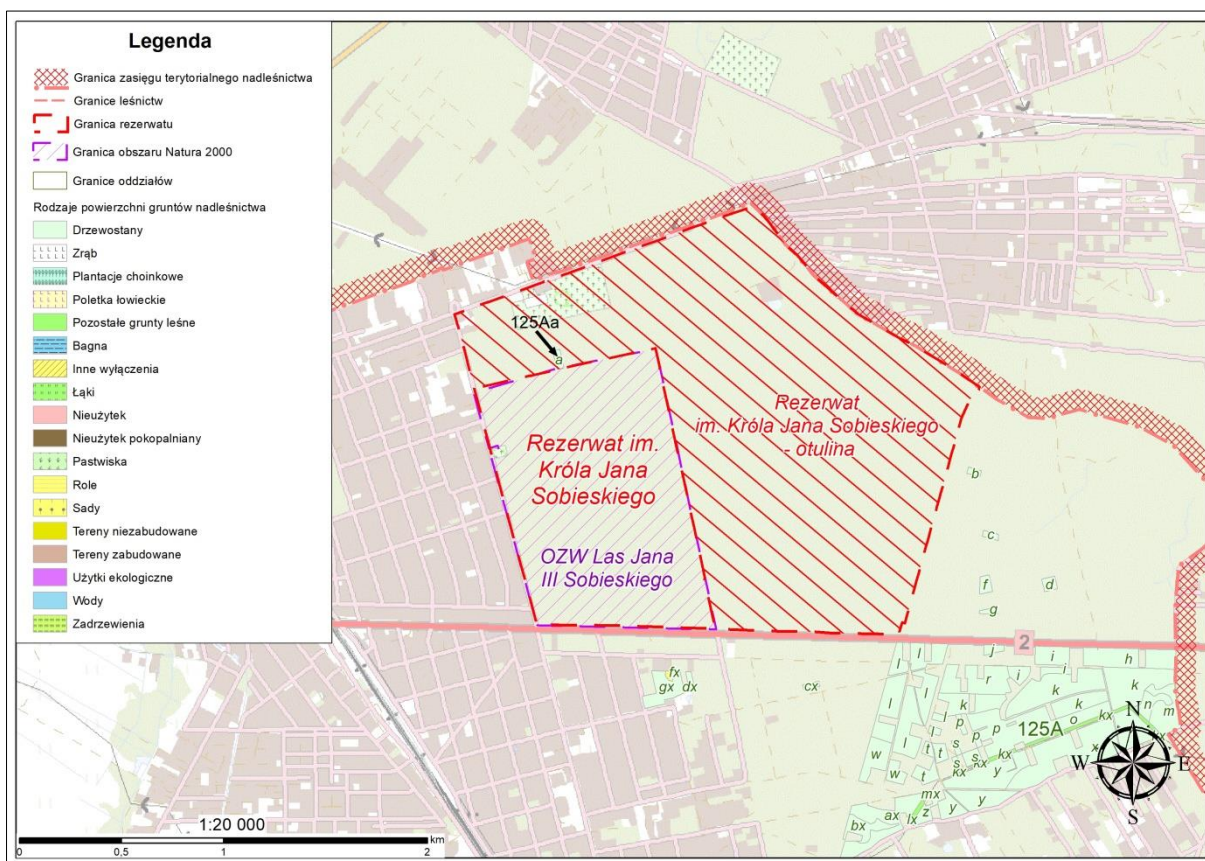 Legenda
Granica zasięgu terytorialnego nadleśnictwa
Granice leśnictw
Granica rezerwatu
Granica obszaru Natura 2000
Granice oddziałów
Rodzaje powierzchni gruntów nadleśnictwa
Drzewostany
Zrąb
Plantacje choinkowe
Poletka łowieckie
Pozostałe grunty leśne
Bagna
Inne wyłączenia
Łąki
Nieużytek
Nieużytek pokopalniany
Pastwiska
Role
Sady
Tereny niezabudowane
Tereny zabudowane
Użytki ekologiczne
Wody
Zadrzewienia
125Aa
a
Rezerwat
im. Króla Jana Sobieskiego
- otulina
Rezerwat im.
Króla Jana
Sobieskiego
OZW Las Jana
III Sobieskiego
b
c
f
d
g
2
j
i
h
l
l
r
i
i
k
k
fx
gx
dx
cx
l
k
k
n
m
l
p
k
o
kx
125A
l
s
p
p
w
t
t
s
s
kx
kx
y
x
w
t
mx
y
y
z
bx
ax
lx
N
W
E
S
1:20 000
km
0
0,5
1
2